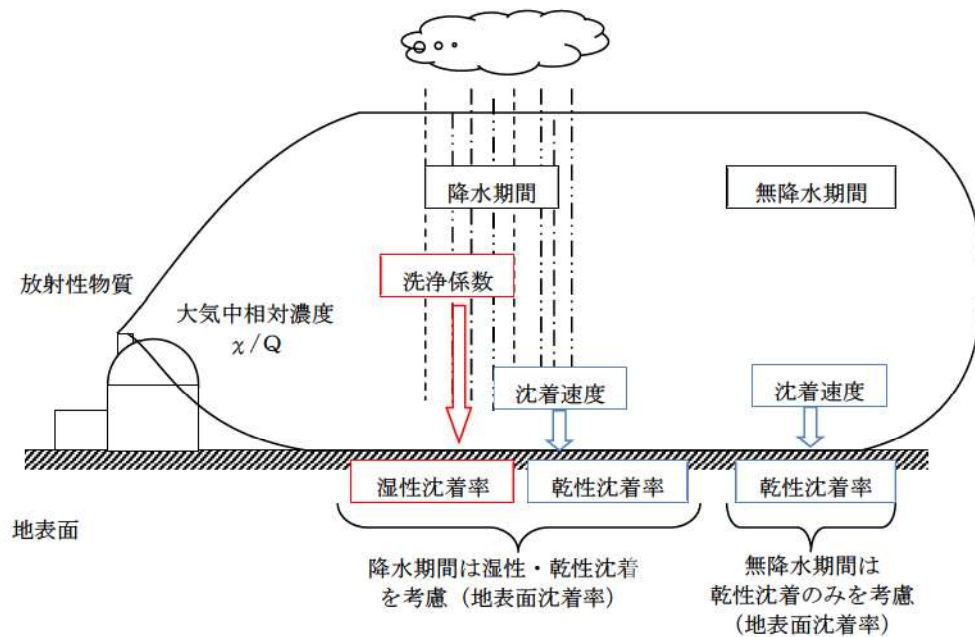 降水期間
無降水期間
洗浄係数
放射性物質
大気中相対濃度
χ/Q
沈着速度
沈着速度
湿性沈着率
乾性沈着率
乾性沈着率
地表面
降水期間は湿性・乾性沈着
を考慮（地表面沈着率）
無降水期間は
乾性沈着のみを考慮
（地表面沈着率）